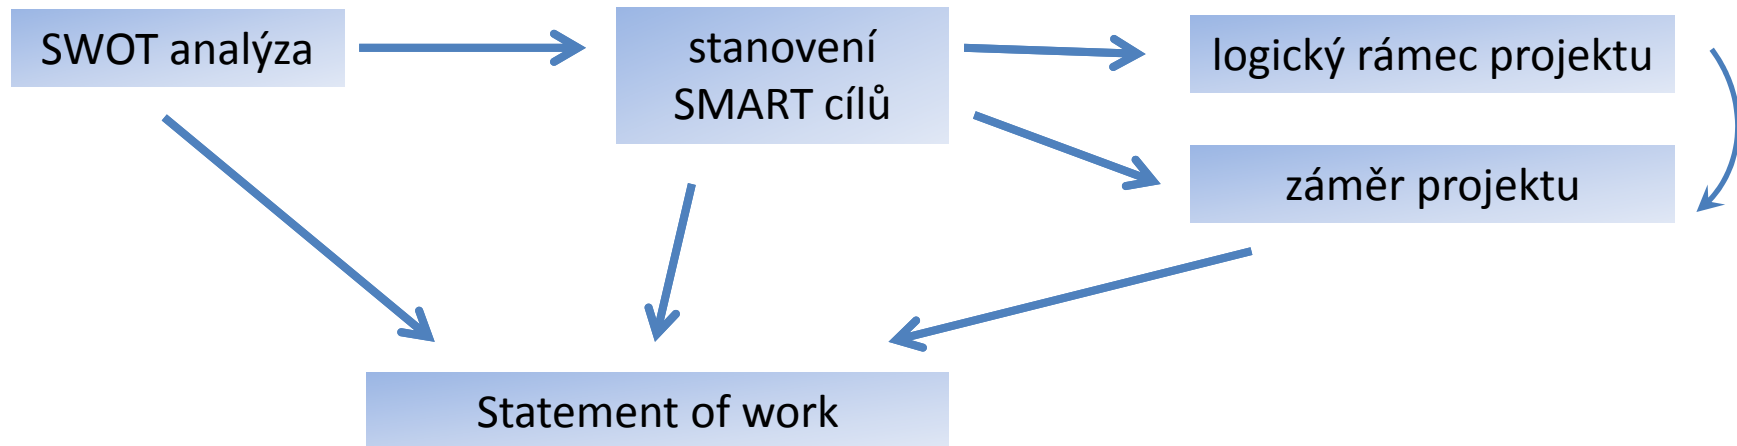 SWOT analýza
stanovení
SMART cílů
logický rámec projektu
záměr projektu
Statement of work